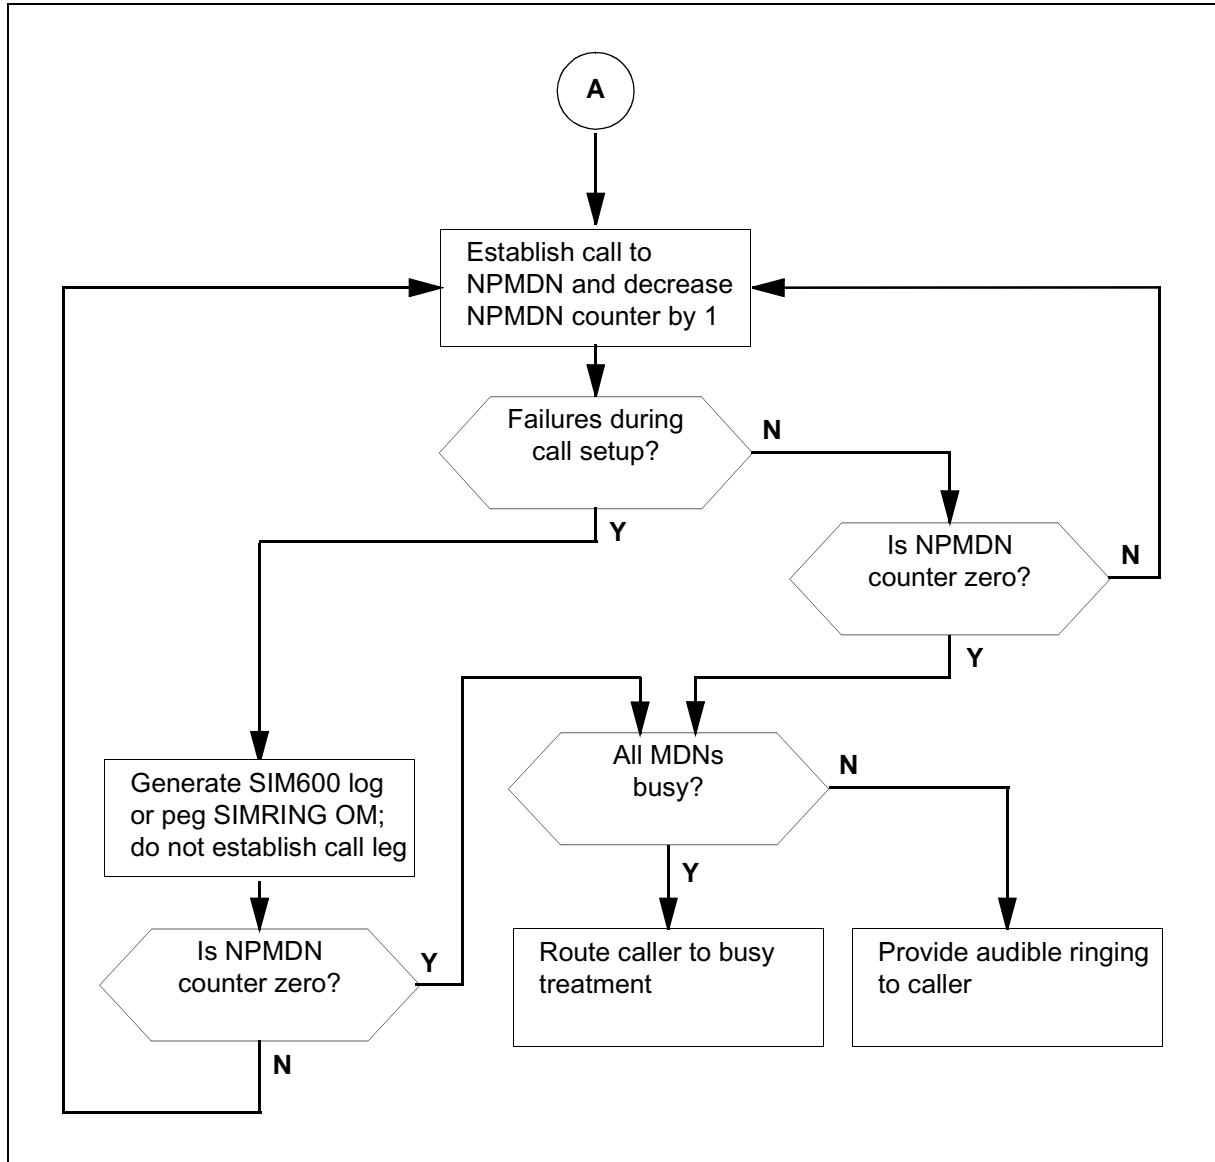 A
Establish call to
NPMDN and decrease
NPMDN counter by 1
Failures during
call setup?
N
Y
Is NPMDN
counter zero?
N
Y
All MDNs
busy?
N
Y
Generate SIM600 log
or peg SIMRING OM;
do not establish call leg
Is NPMDN
counter zero?
Y
N
Route caller to busy
treatment
Provide audible ringing
to caller